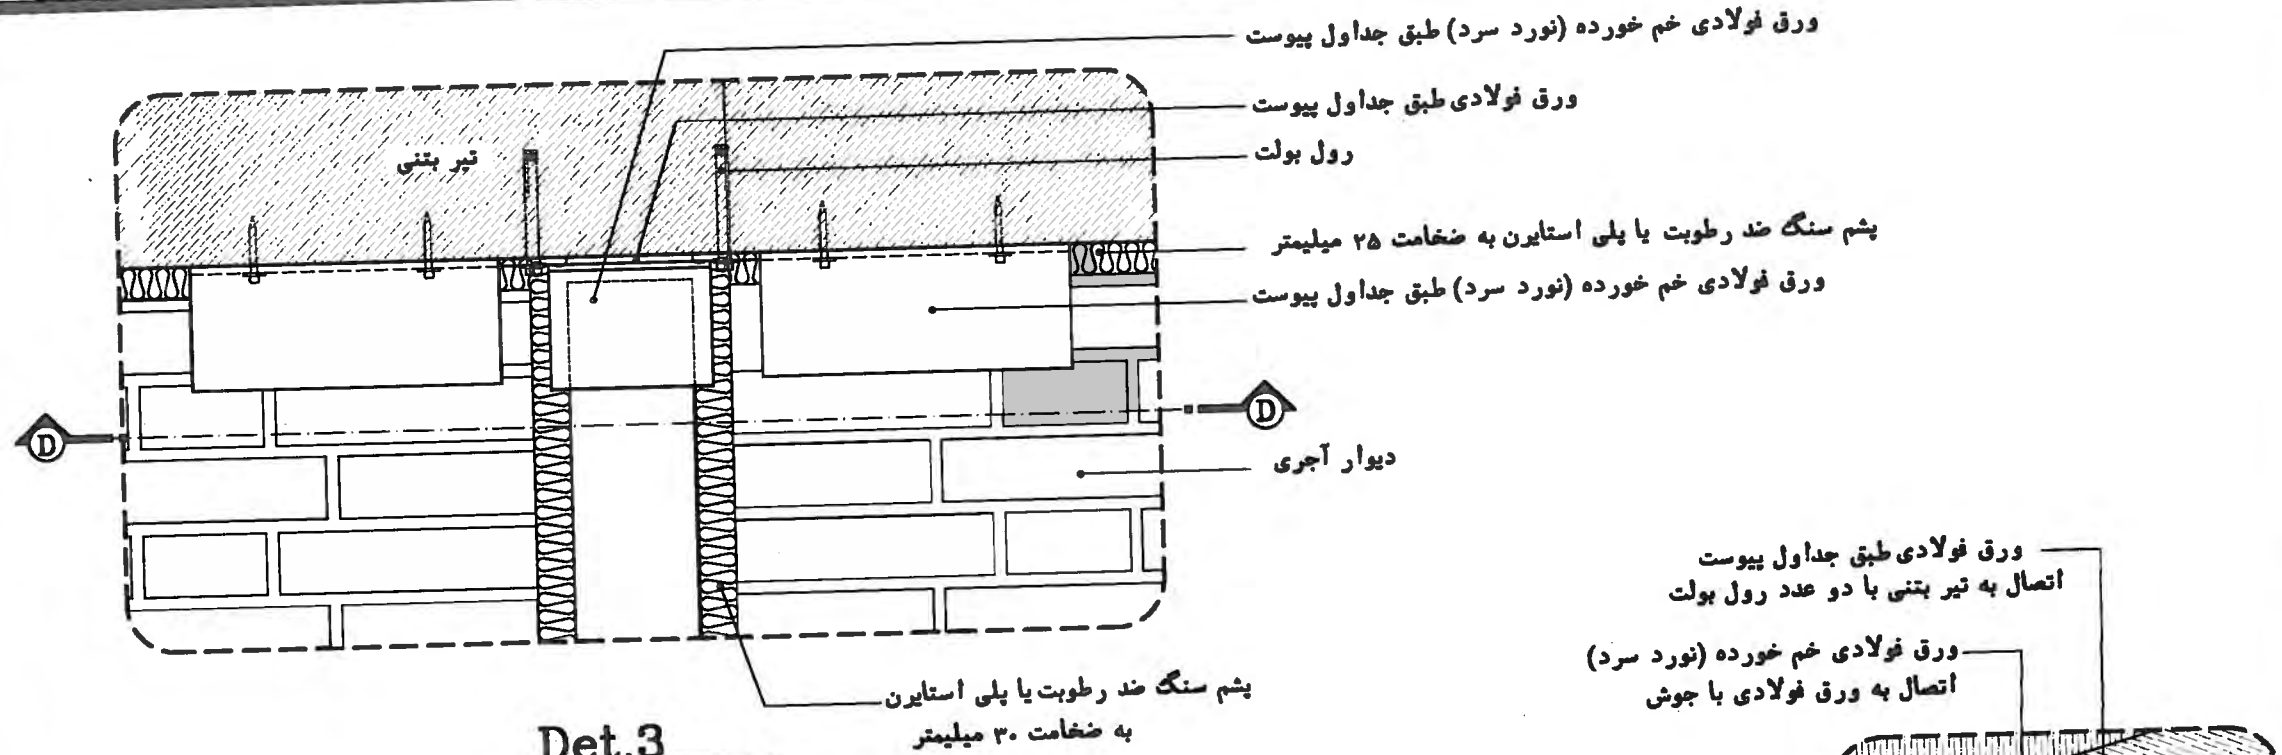 ورق فولادی خم خورده (نورد سرد) طبق جداول پیوست
ورق فولادی طبق جداول پیوست
رول بولت
تیر بتنی
پشم سنگ ضد رطوبت یا پلی استایرن به ضخامت ۲۵ میلیمتر
ورق فولادی خم خورده (نورد سرد) طبق جداول پیوست
D
D
دیوار آجری
ورق فولادی طبق جداول پیوست
اتصال به تیر بتنی با دو عدد رول بولت
ورق فولادی خم خورده (نورد سرد)
اتصال به ورق فولادی با جوش
پشم سنگ ضد رطوبت یا پلی استایرن
به ضخامت ۳۰ میلیمتر
Det.3